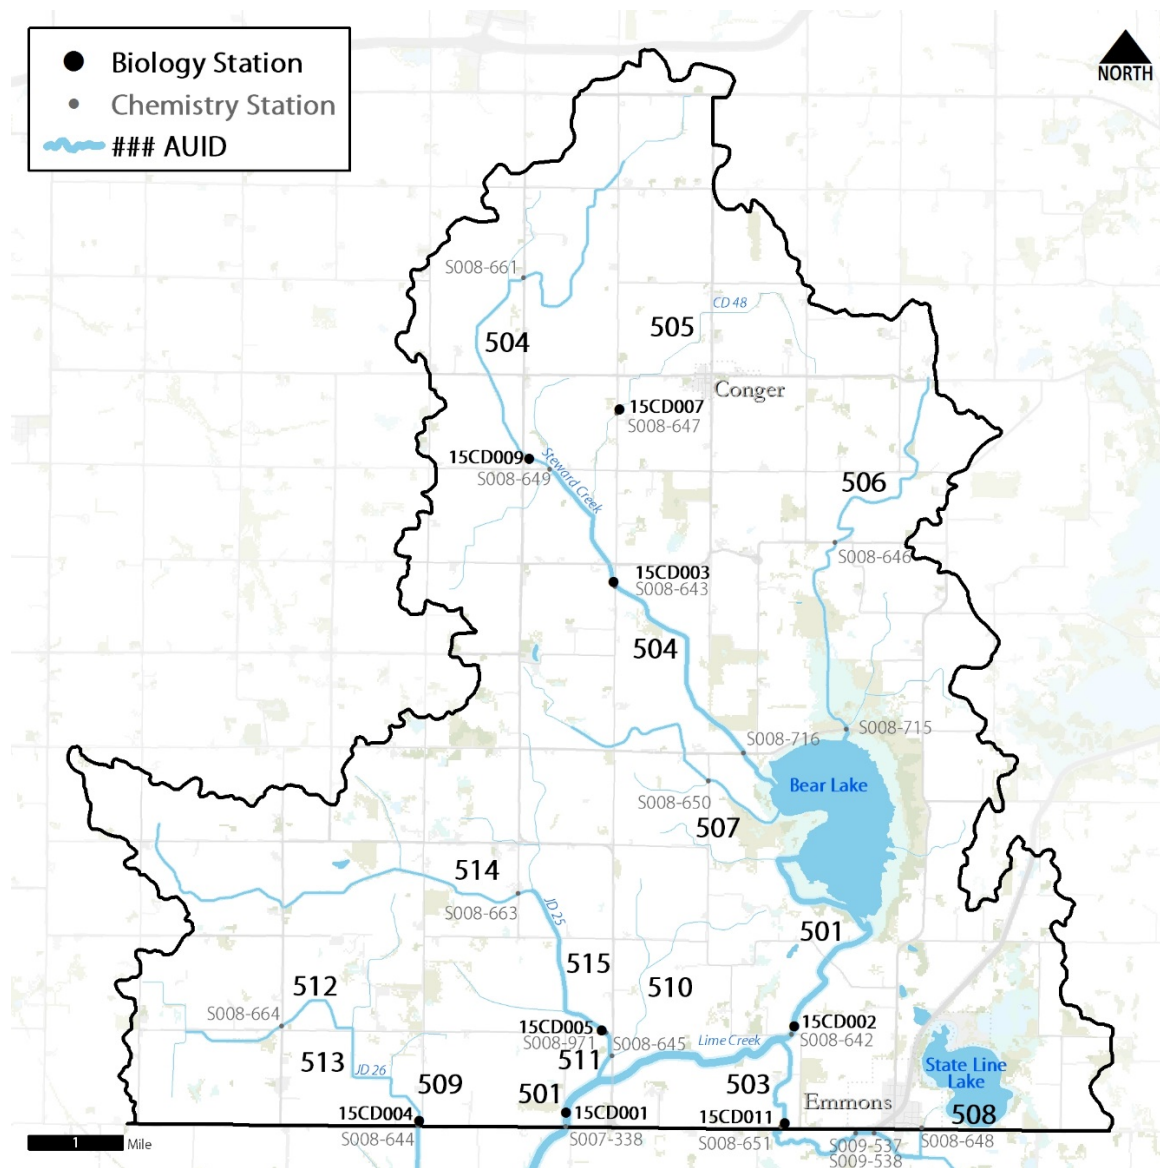 Biology Station
Chemistry Station
### AUID
NORTH
S008-661
CD 48
505
504
Conger
15CD007
S008-647
15CD009
S008-649
Steward Creek
506
S008-646
15CD003
S008-643
504
S008-716
S008-715
Bear Lake
S008-650
507
514
S008-663
JD 25
501
515
510
512
S008-664
15CD005
S008-971
S008-645
15CD002
S008-642
Lime Creek
511
513
JD 26
509
503
State Line
Lake
501
Emmons
508
15CD004
S008-644
15CD001
S007-338
15CD011
S008-651
S009-537
S009-538
S008-648
1 Mile